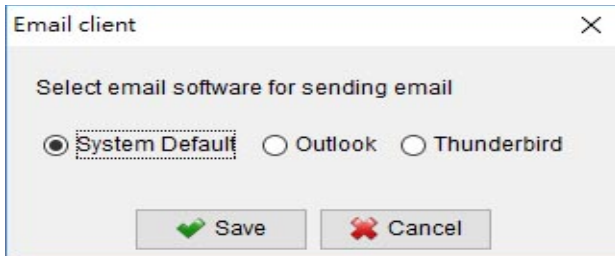 Email client
Select email software for sending email
System Default Outlook Thunderbird
Save Cancel